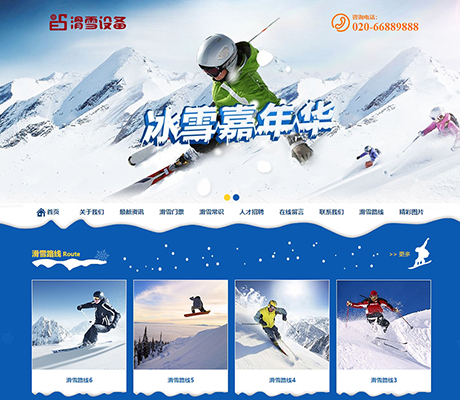 滑雪设备
咨询电话:
020-66889888
冰雪嘉年华
首页 关于我们 最新资讯 滑雪门票 滑雪常识 人才招聘 在线留言 联系我们 滑雪路线 精彩图片
滑雪路线 Route
>> 更多
滑雪路线6 滑雪路线5 滑雪路线4 滑雪路线3